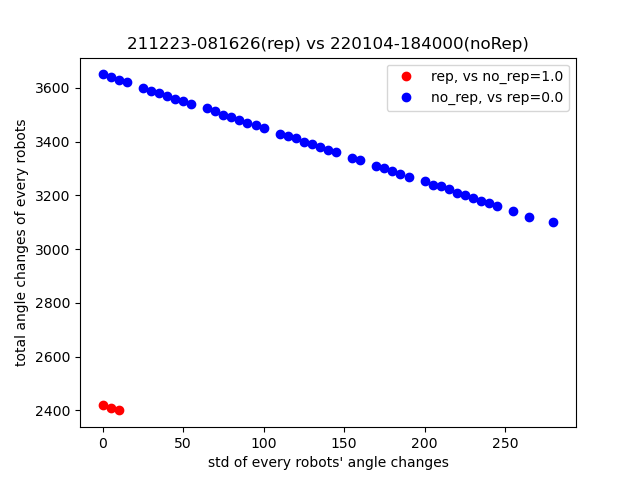 211223-081626(rep) vs 220104-184000(noRep)
rep, vs no_rep=1.0
no_rep, vs rep=0.0
total angle changes of every robots
3600
3400
3200
3000
2800
2600
2400
0 50 100 150 200 250
std of every robots' angle changes